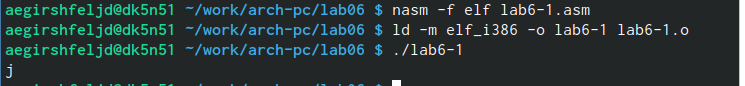 aegirshfeljd@dk5n51 ~/work/arch-pc/lab06 $ nasm -f elf lab6-1.asm
aegirshfeljd@dk5n51 ~/work/arch-pc/lab06 $ ld -m elf_i386 -o lab6-1 lab6-1.o
aegirshfeljd@dk5n51 ~/work/arch-pc/lab06 $ ./lab6-1
j